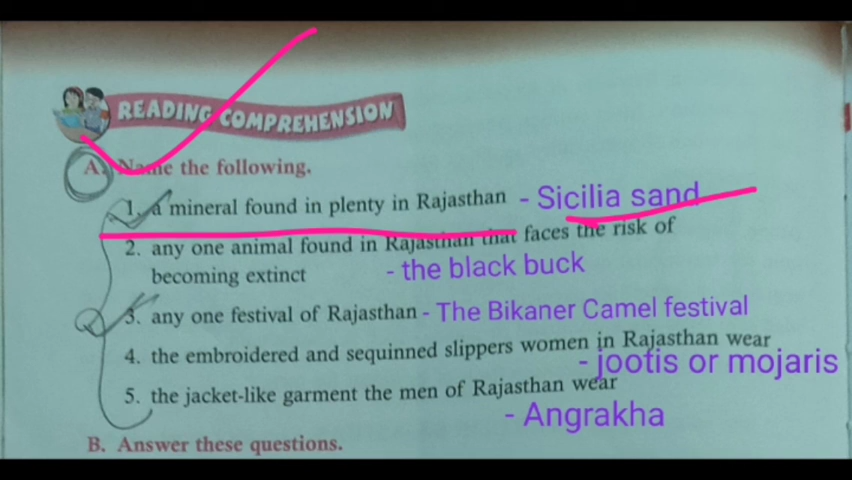 READING COMPREHENSION
A. Name the following.
1. a mineral found in plenty in Rajasthan - Sicilia sand
2. any one animal found in Rajasthan that faces the risk of
becoming extinct - the black buck
3. any one festival of Rajasthan - The Bikaner Camel festival
4. the embroidered and sequinned slippers women in Rajasthan wear
- jootis or mojaris
5. the jacket-like garment the men of Rajasthan wear
- Angrakha
B. Answer these questions.